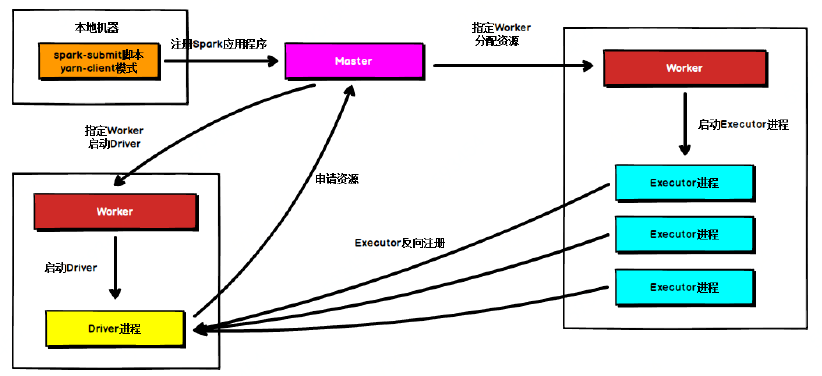 本地机器
spark-submit脚本
yarn-client模式
注册Spark应用程序
Master
指定Worker
分配资源
Worker
启动Executor进程
Executor进程
Executor进程
Executor进程
指定Worker
启动Driver
申请资源
Worker
Executor反向注册
启动Driver
Driver进程